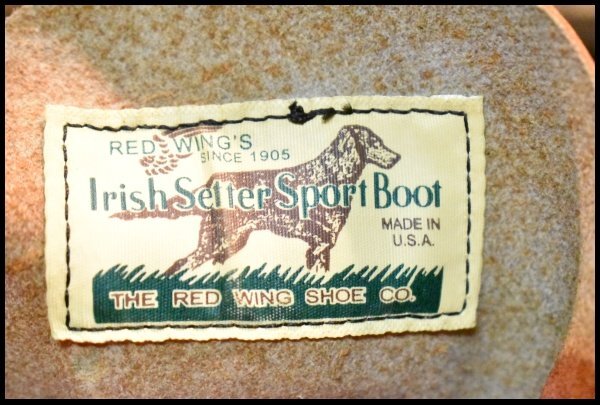 RED WING'S
SINCE 1905
Irish Setter Sport Boot
MADE IN
U.S.A.
THE RED WING SHOE CO.